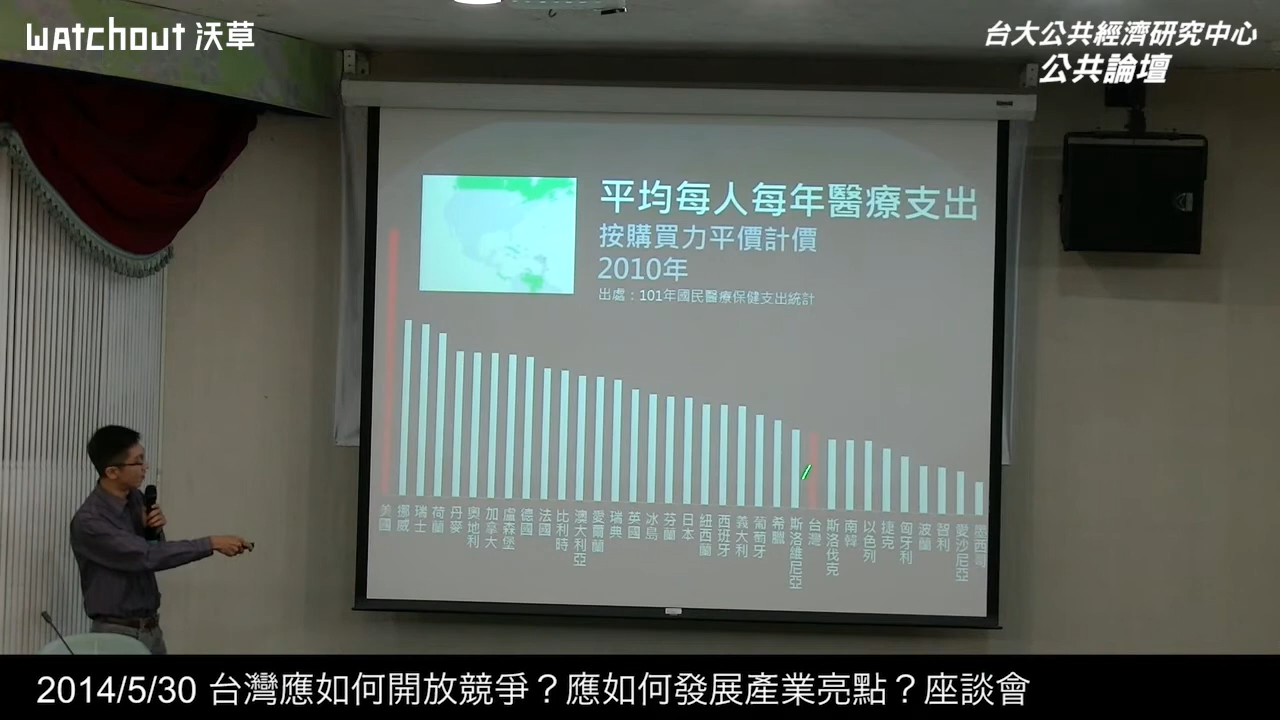 watchout 沃草
台大公共經濟研究中心
公共論壇
平均每人每年醫療支出
按購買力平價計價
2010年
出處：101年國民醫療保健支出統計
美國
挪威
瑞士
荷蘭
丹麥
奧地利
加拿大
盧森堡
德國
法國
比利時
澳大利亞
愛爾蘭
瑞典
英國
冰島
芬蘭
日本
紐西蘭
西班牙
義大利
葡萄牙
希臘
斯洛維尼亞
台灣
斯洛伐克
南韓
以色列
捷克
匈牙利
波蘭
智利
愛沙尼亞
墨西哥
2014/5/30 台灣應如何開放競爭？應如何發展產業亮點？座談會